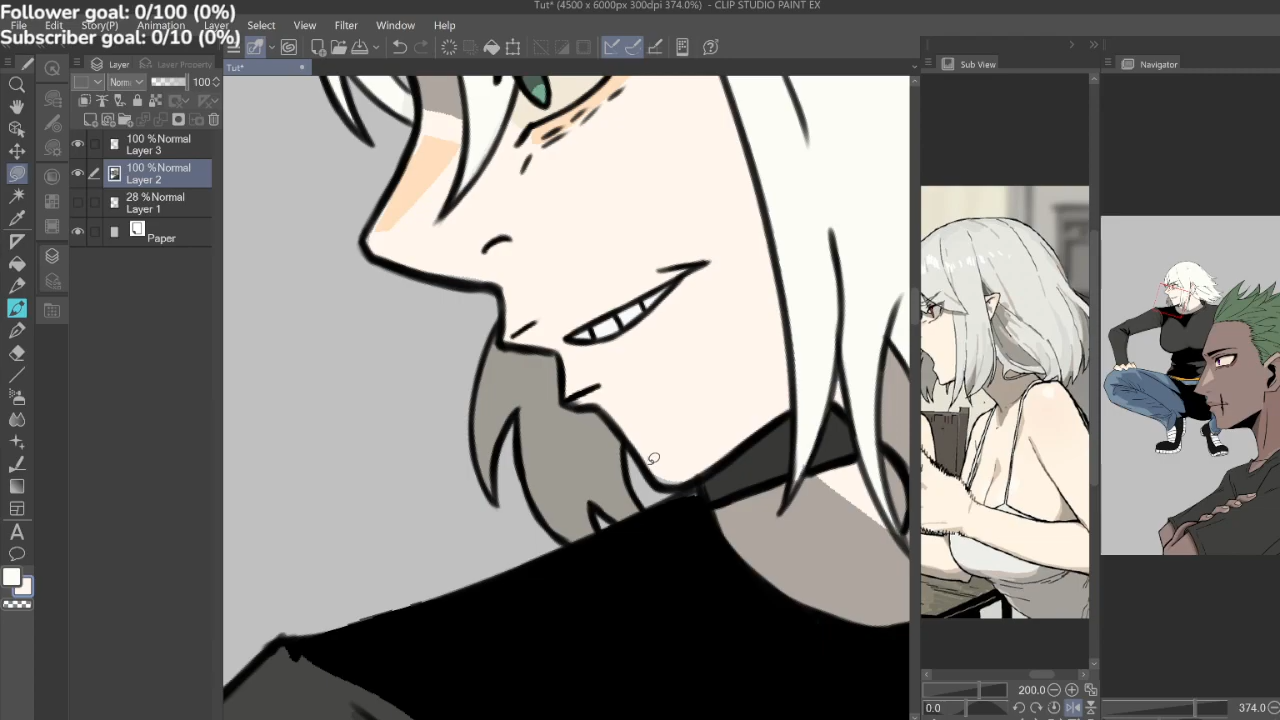 Tut* (4500 x 6000px 300dpi 374.0%) - CLIP STUDIO PAINT EX
Follower goal: 0/100 (0%)
File Edit Story(P) Animation Layer Select View Filter Window Help
Subscriber goal: 0/10 (0%)
Layer Layer Property
Tut*
Sub View
Navigator
Norm 100
100 %Normal
Layer 3
100 %Normal
Layer 2
28 %Normal
Layer 1
Paper
200.0
0.0
374.0